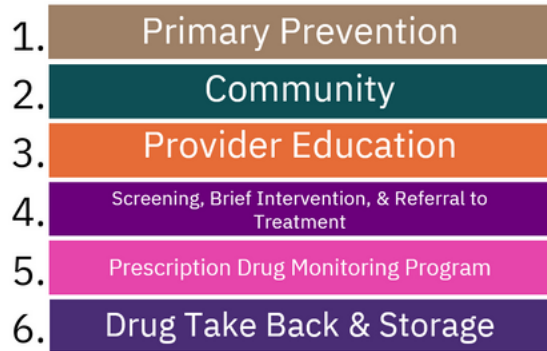 1. Primary Prevention
2. Community
3. Provider Education
4. Screening, Brief Intervention, & Referral to
Treatment
5. Prescription Drug Monitoring Program
6. Drug Take Back & Storage